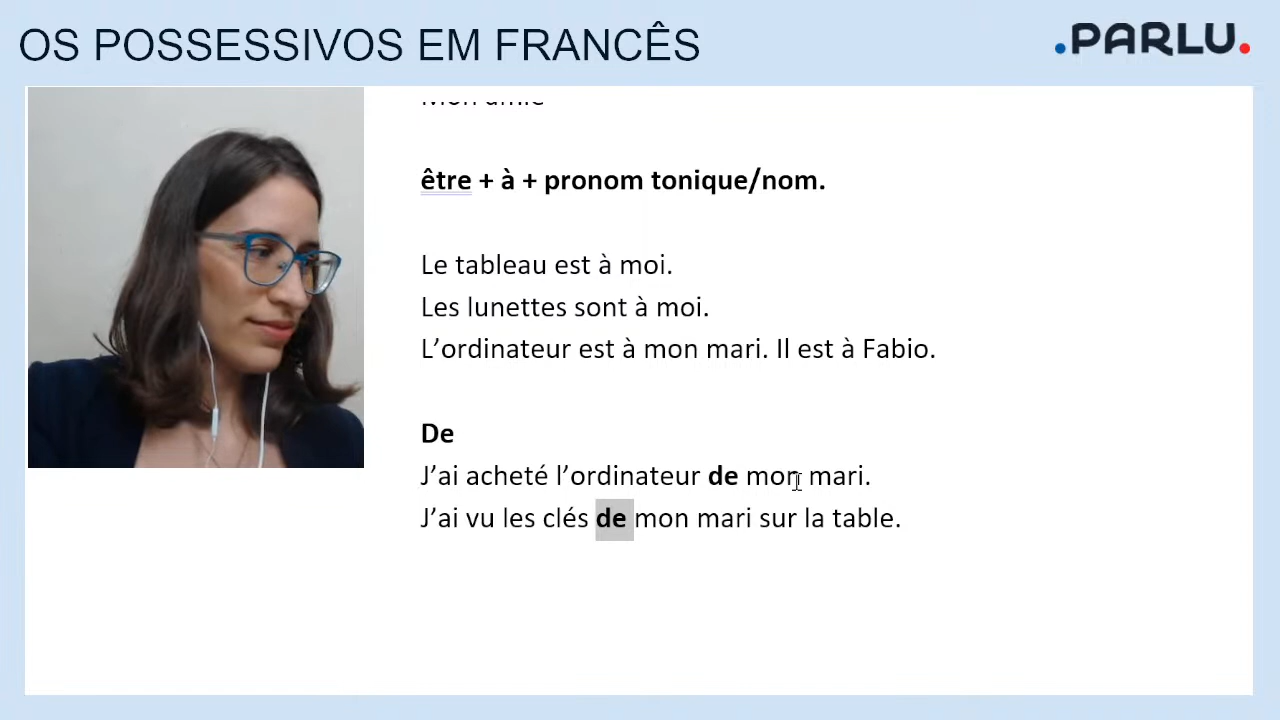 OS POSSESSIVOS EM FRANCÊS
.PARLU.
Mon amie
être + à + pronom tonique/nom.
Le tableau est à moi.
Les lunettes sont à moi.
L’ordinateur est à mon mari. Il est à Fabio.
De
J’ai acheté l’ordinateur de mon mari.
J’ai vu les clés de mon mari sur la table.